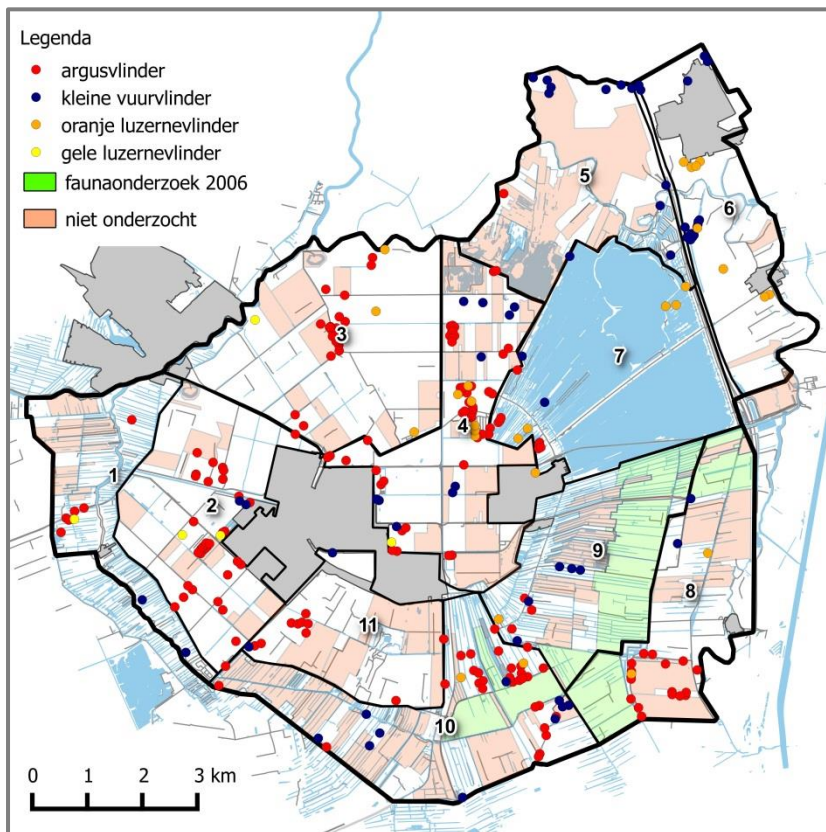 Legenda
argusvlinder
kleine vuurvlinder
oranje luzernevlinder
gele luzernevlinder
faunaonderzoek 2006
niet onderzocht
5
6
3
7
4
1
2
9
8
11
10
0 1 2 3 km